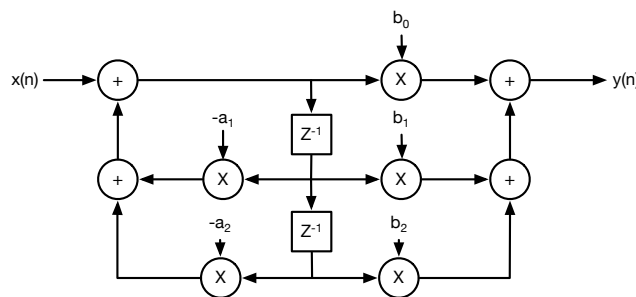 b₀
x(n) + X + y(n)
-a₁ Z⁻¹ b₁
+ X X +
-a₂ Z⁻¹ b₂
X X